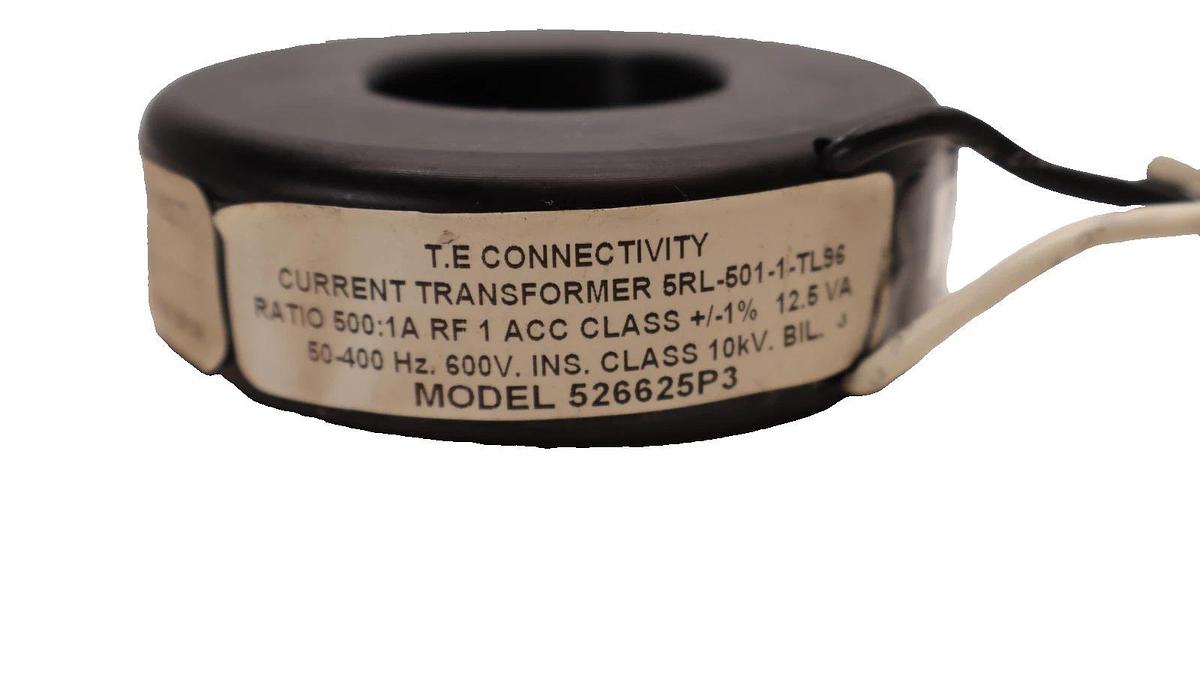 T.E CONNECTIVITY
CURRENT TRANSFORMER 5RL-501-1-TL96
RATIO 500:1A RF 1 ACC CLASS +/-1% 12.5 VA
50-400 Hz. 600V. INS. CLASS 10kV. BIL.
MODEL 526625P3